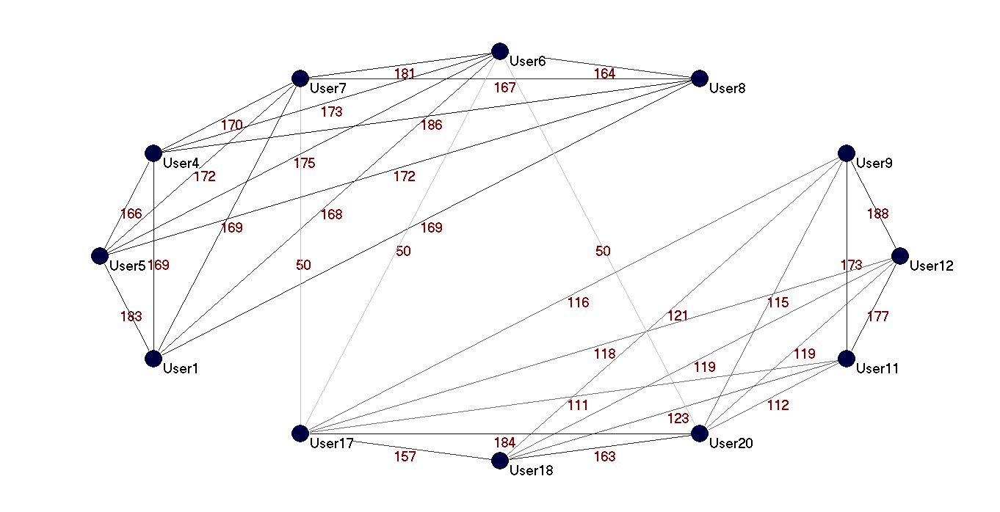 User6
181
164
User7
167
User8
173
170
186
User4
175
User9
172
172
166
168
188
169
169
50
50
User5
169
50
173
User12
116
115
183
121
177
118
119
User1
119
User11
111
112
123
User17
184
User20
157
163
User18